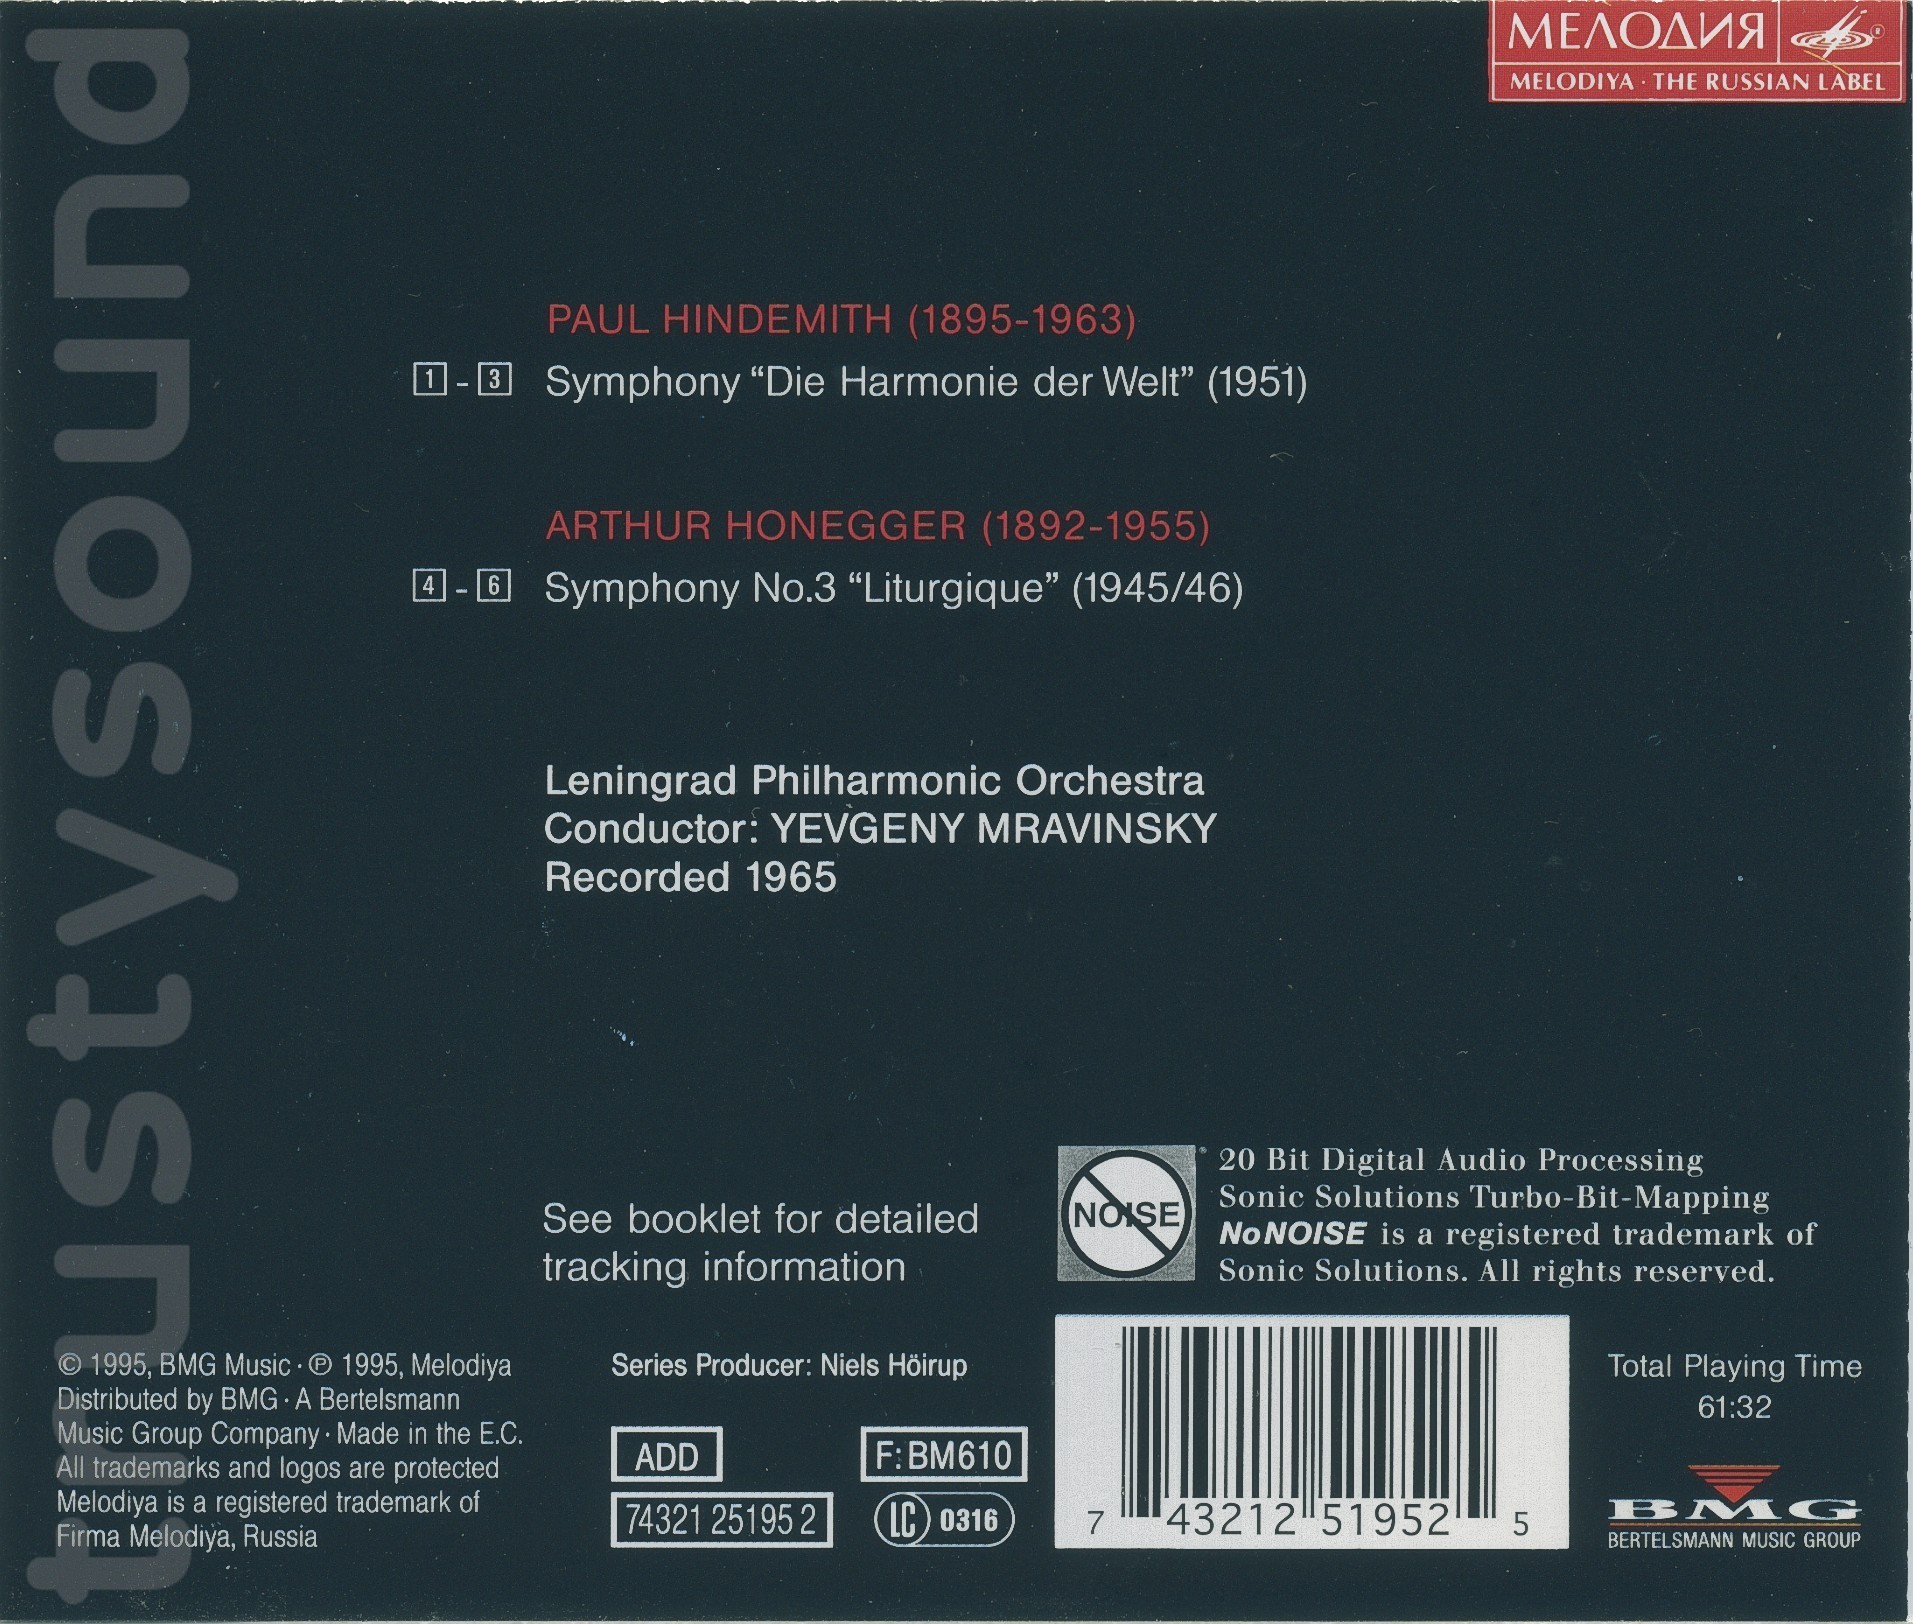 МЕЛОДИЯ
MELODIYA · THE RUSSIAN LABEL
trustysound
PAUL HINDEMITH (1895-1963)
1 - 3 Symphony “Die Harmonie der Welt” (1951)
ARTHUR HONEGGER (1892-1955)
4 - 6 Symphony No.3 “Liturgique” (1945/46)
Leningrad Philharmonic Orchestra
Conductor: YEVGENY MRAVINSKY
Recorded 1965
See booklet for detailed
tracking information
NOISE
20 Bit Digital Audio Processing
Sonic Solutions Turbo-Bit-Mapping
NoNOISE is a registered trademark of
Sonic Solutions. All rights reserved.
© 1995, BMG Music · ℗ 1995, Melodiya
Distributed by BMG · A Bertelsmann
Music Group Company · Made in the E.C.
All trademarks and logos are protected
Melodiya is a registered trademark of
Firma Melodiya, Russia
Series Producer: Niels Höirup
ADD
F: BM610
74321 25195 2
LC 0316
7 43212 51952 5
Total Playing Time
61:32
BMG
BERTELSMANN MUSIC GROUP